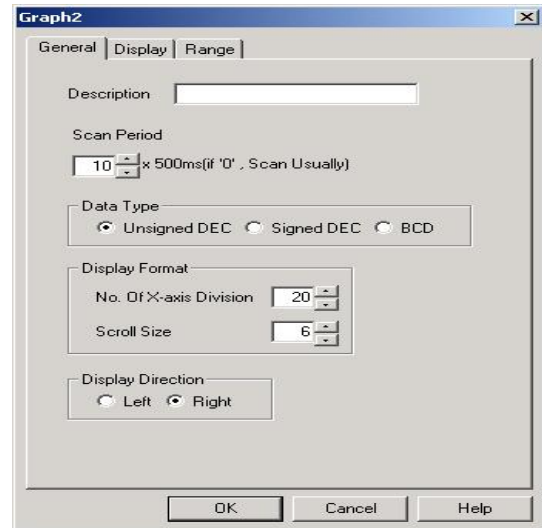 Graph2
General Display Range
Description
Scan Period
10 x 500ms(if '0' , Scan Usually)
Data Type
Unsigned DEC Signed DEC BCD
Display Format
No. Of X-axis Division 20
Scroll Size 6
Display Direction
Left Right
OK Cancel Help